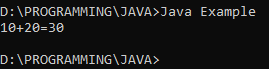 D:\PROGRAMMING\JAVA>Java Example
10+20=30
D:\PROGRAMMING\JAVA>